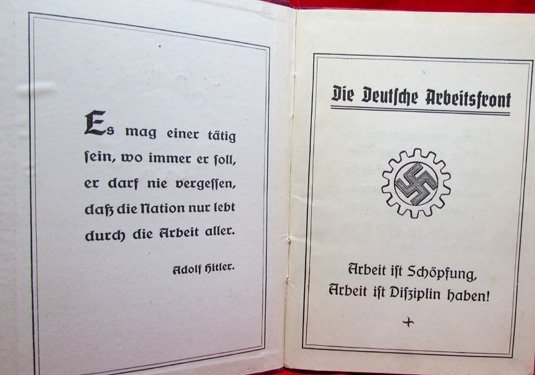 Es mag einer tätig
ſein, wo immer er ſoll,
er darf nie vergeſſen,
daß die Nation nur lebt
durch die Arbeit aller.
Adolf Hitler.
Die Deutſche Arbeitsfront
Arbeit iſt Schöpfung,
Arbeit iſt Diſziplin haben!